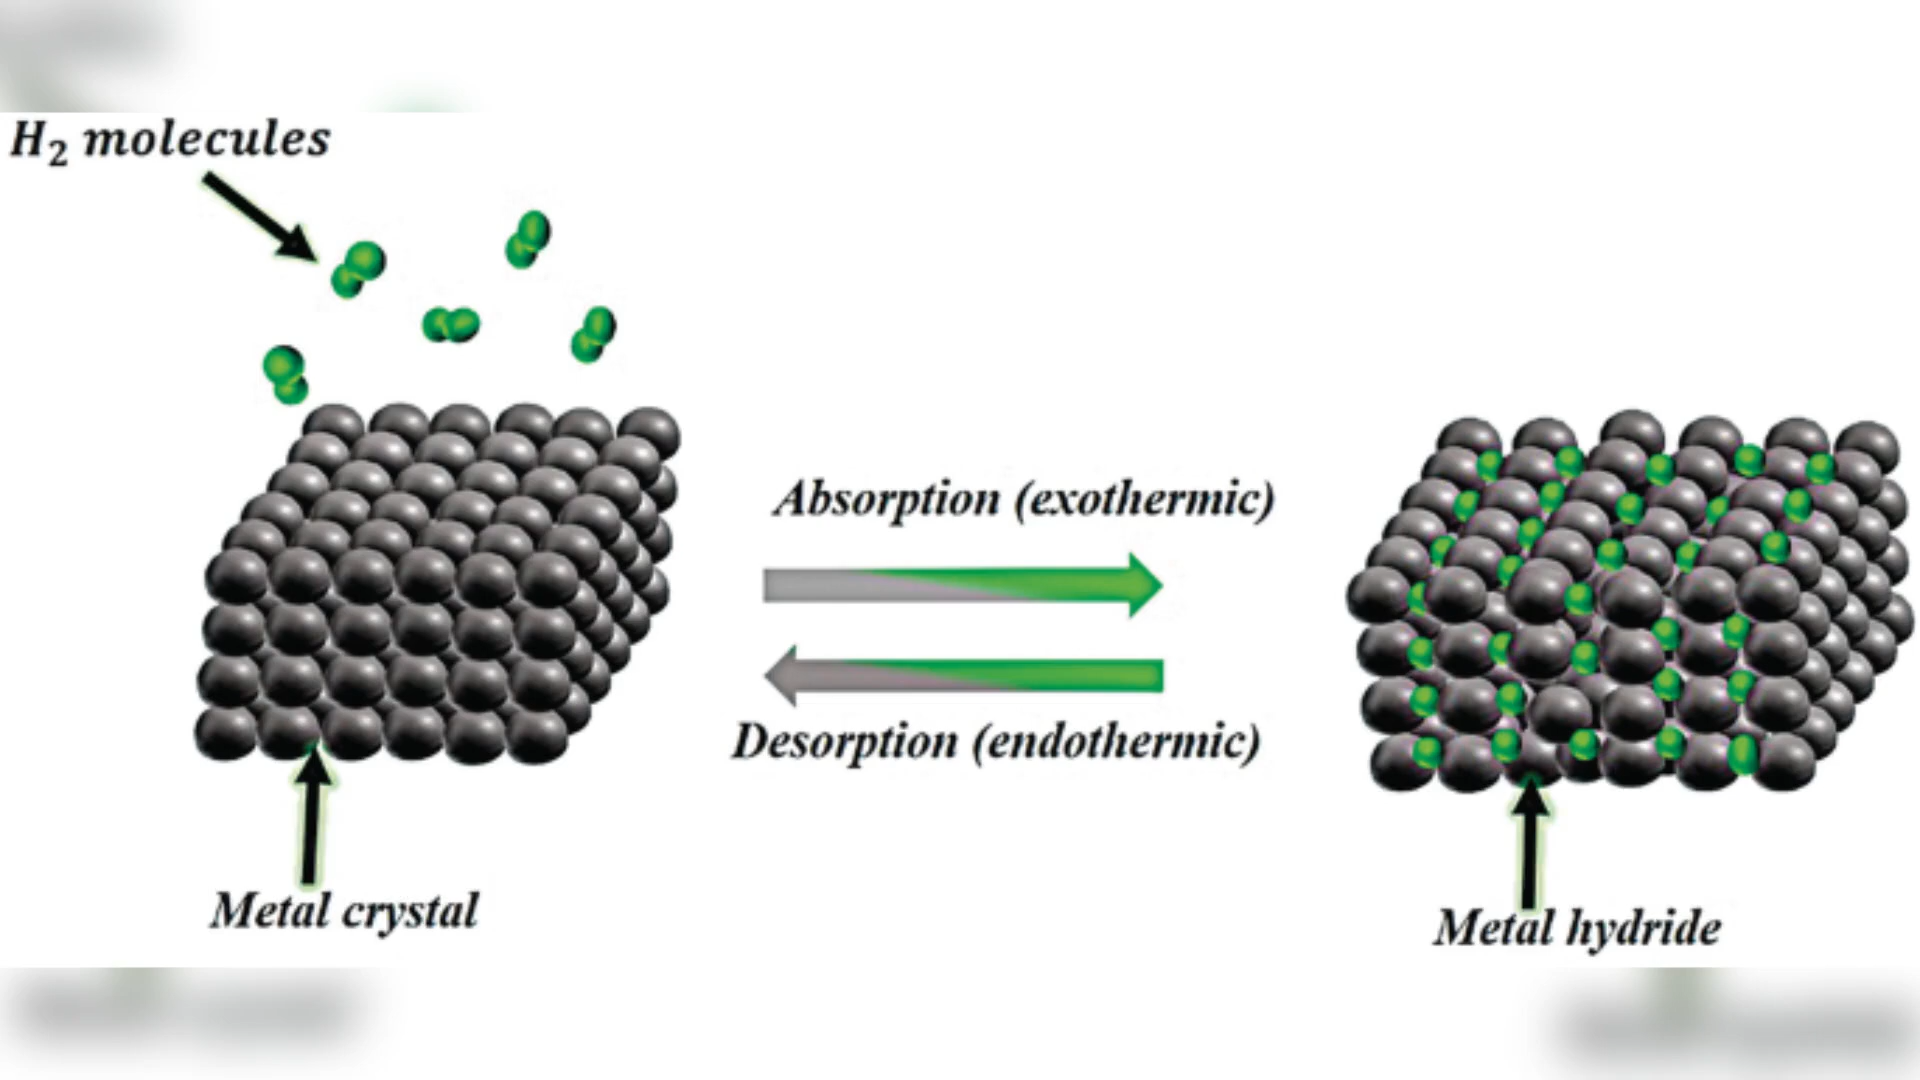 H₂ molecules
Absorption (exothermic)
Desorption (endothermic)
Metal crystal
Metal hydride